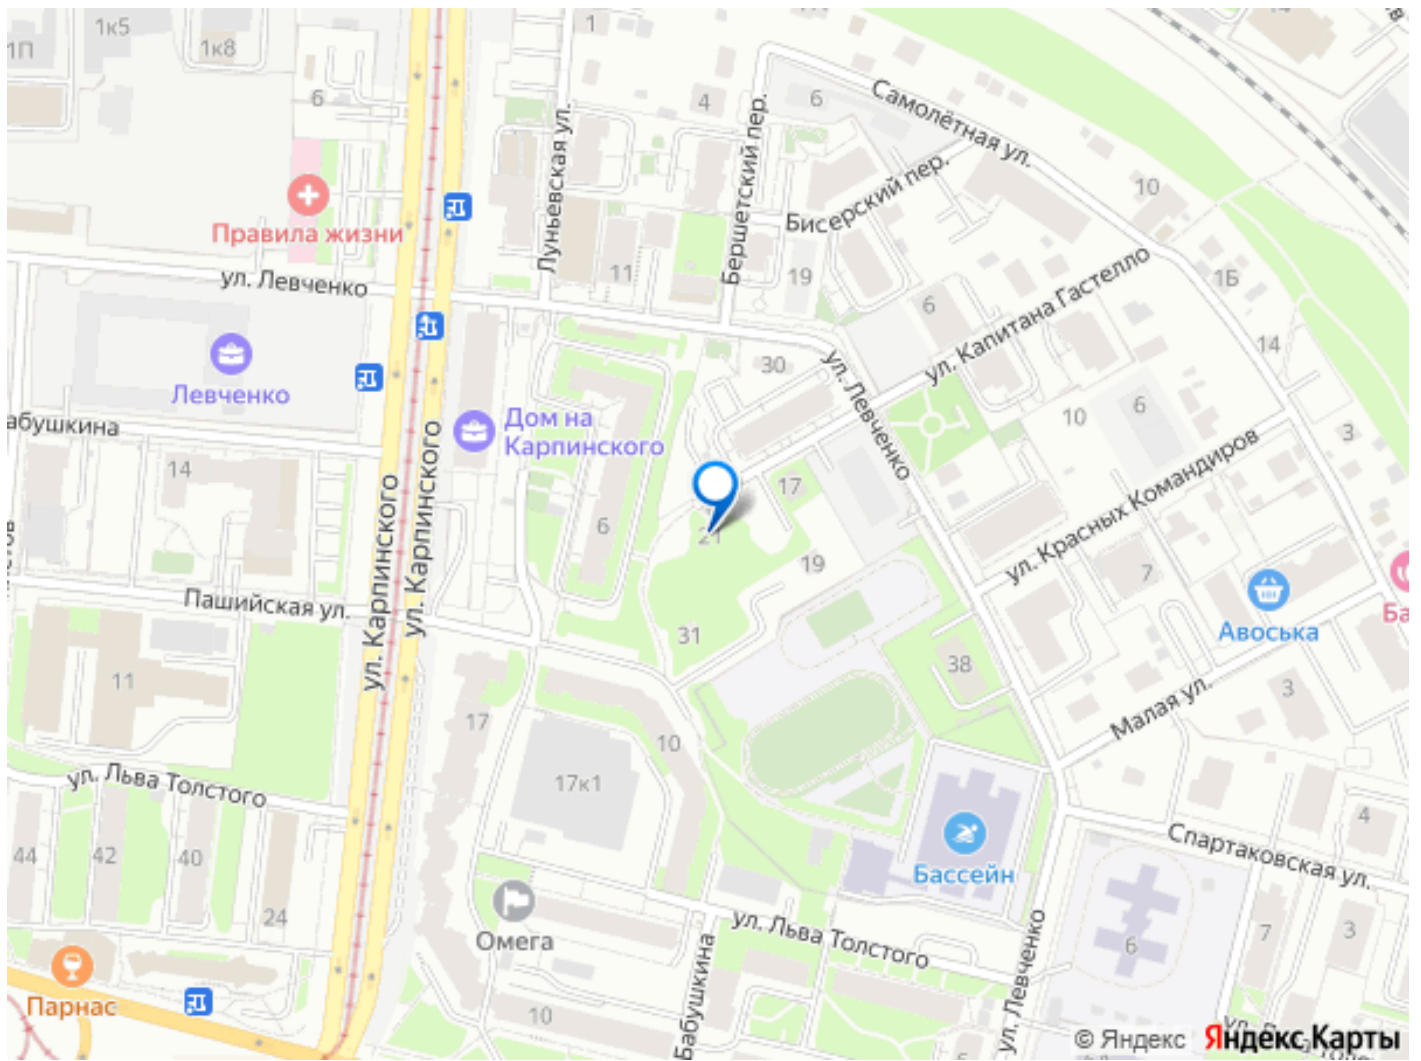 1к5
1к8
1П
6
1
4
6
Самолётная ул.
Луньевская ул.
Бершетский пер.
Бисерский пер.
10
Правила жизни
ул. Левченко
11
19
6
1Б
ул. Капитана Гастелло
14
Левченко
30
ул. Левченко
Дом на
Карпинского
10
6
3
абушкина
14
ул. Карпинского
ул. Карпинского
17
21
6
19
ул. Красных Командиров
7
Авоська
Ба
Пашийская ул.
31
38
Малая ул.
3
11
17
10
17к1
ул. Льва Толстого
4
Бассейн
Спартаковская ул.
44
42
40
24
Омега
ул. Льва Толстого
ул. Левченко
6
7
3
Парнас
10
Бабушкина
© Яндекс Яндекс Карты